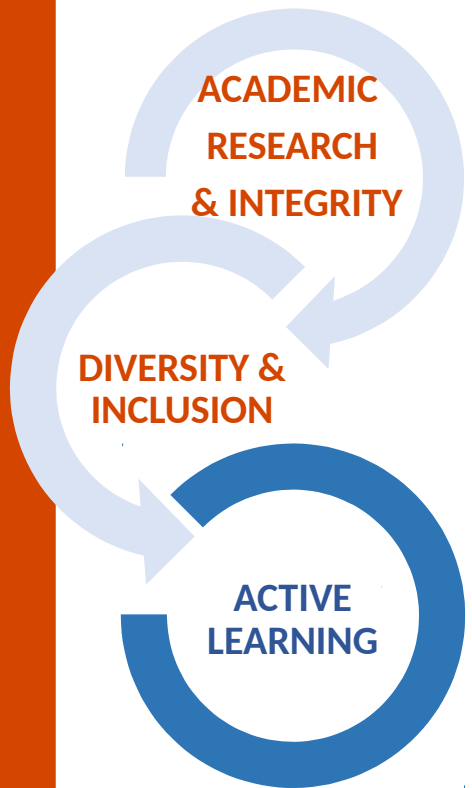 ACADEMIC
RESEARCH
& INTEGRITY
DIVERSITY &
INCLUSION
ACTIVE
LEARNING